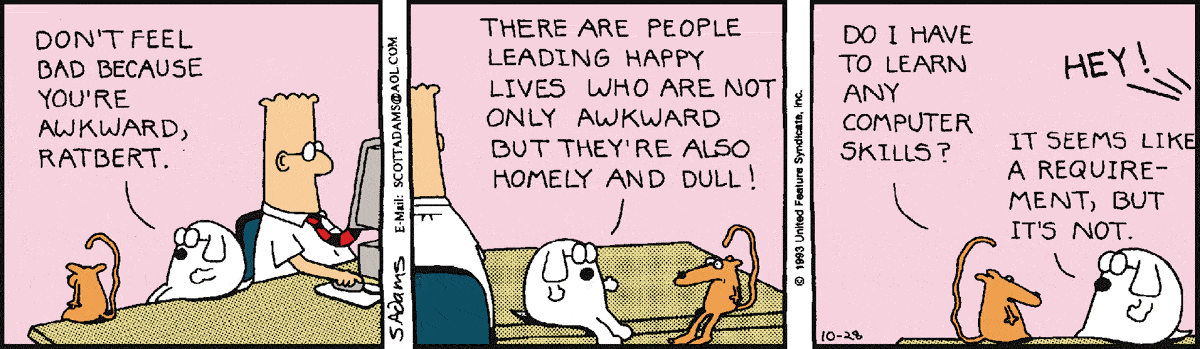 DON'T FEEL
BAD BECAUSE
YOU'RE
AWKWARD,
RATBERT.
S ADAMS E-Mail: SCOTTADAMS@AOL.COM
THERE ARE PEOPLE
LEADING HAPPY
LIVES WHO ARE NOT
ONLY AWKWARD
BUT THEY'RE ALSO
HOMELY AND DULL!
© 1993 United Feature Syndicate, Inc.
DO I HAVE
TO LEARN
ANY
COMPUTER
SKILLS?
HEY!
IT SEEMS LIKE
A REQUIRE-
MENT, BUT
IT'S NOT.
10-28